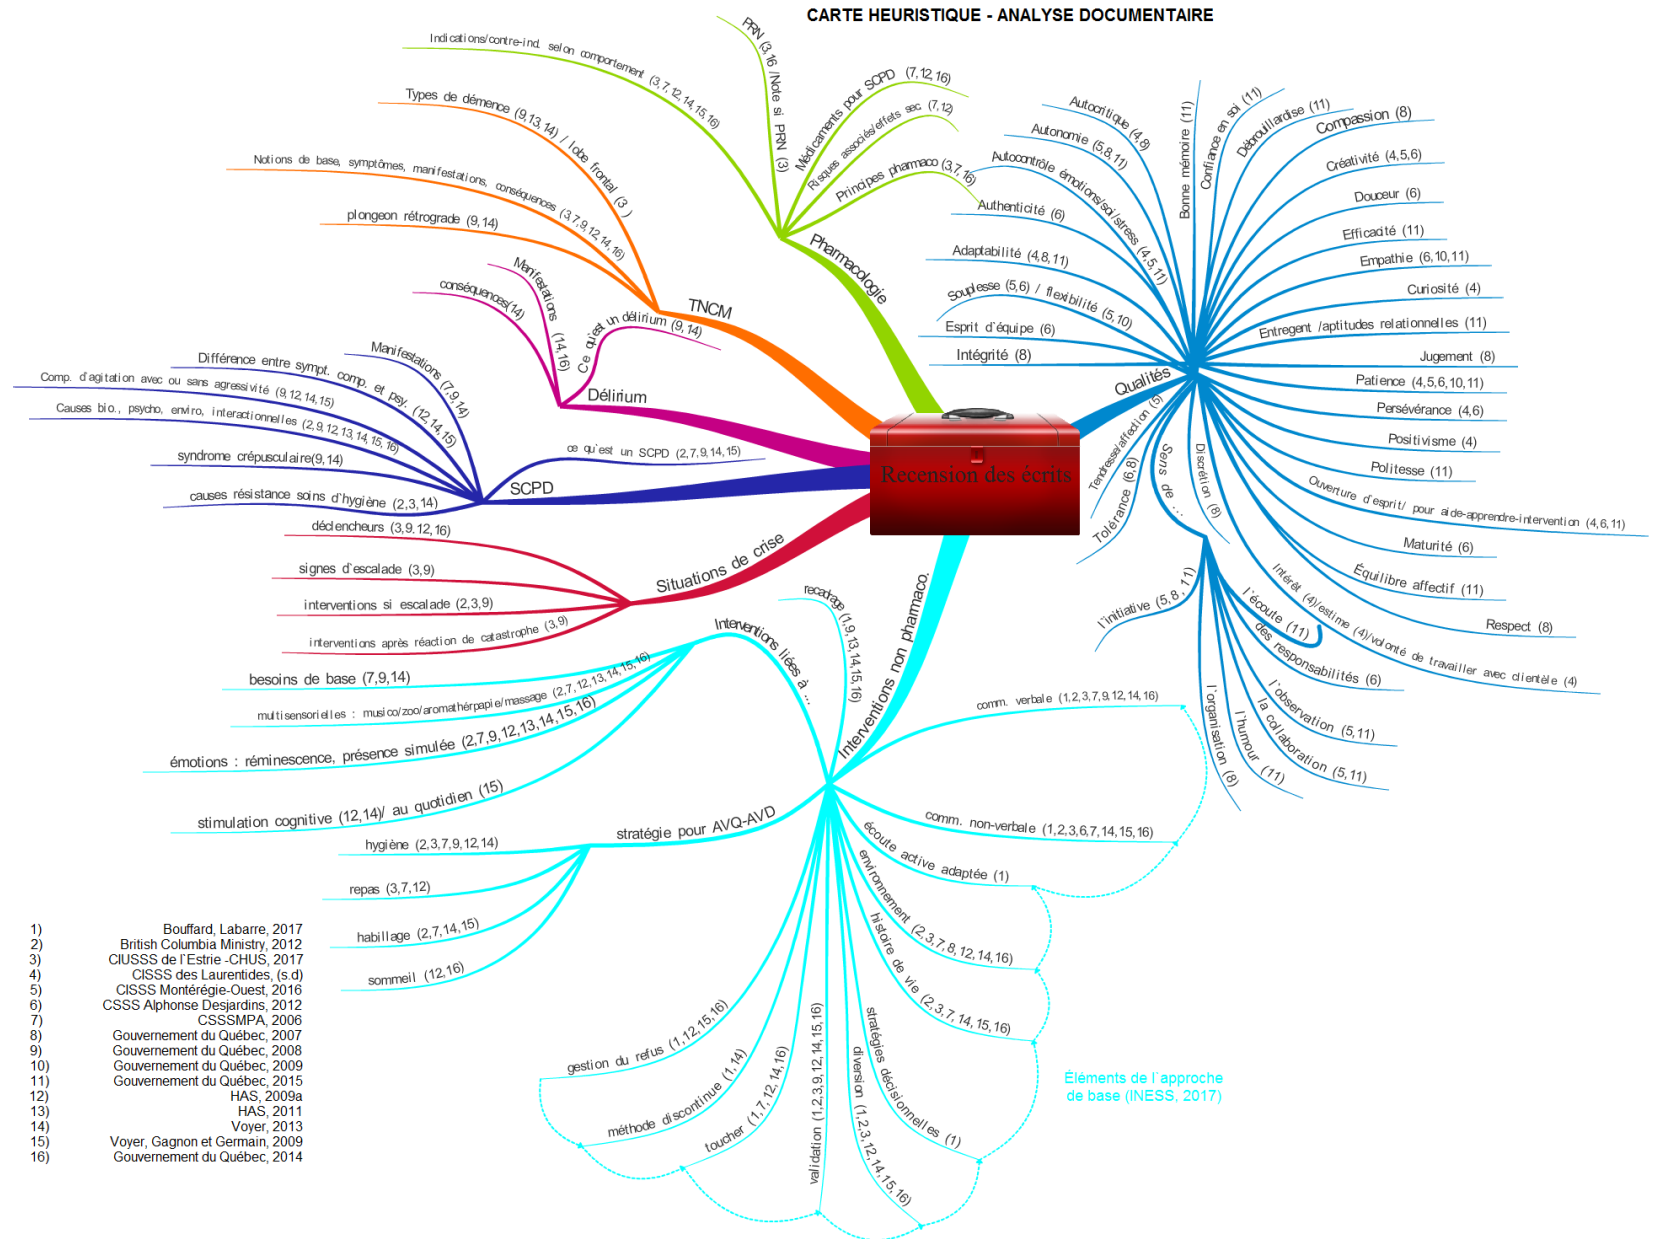 CARTE HEURISTIQUE - ANALYSE DOCUMENTAIRE
Recension des écrits
Pharmacologie
Indications/contre-ind. selon comportement (3,7,12,14,15,16)
PRN (3,16 /Note si PRN (3)
Médicaments pour SCPD (7,12,16)
Risques associés/effets sec (7,12)
Principes pharmaco (3,7,16)
TNCM
Types de démence (9,13,14) / lobe frontal (3 )
Notions de base, symptômes, manifestations, conséquences (3,7,9,12,14,16)
plongeon rétrograde (9,14)
Délirium
Manifestations (14,16)
conséquences(14)
Ce qu'est un délirium (9,14)
SCPD
Manifestations (7,9,14)
Différence entre sympt. comp. et psy. (12,14,15)
Comp. d`agitation avec ou sans agressivité (9,12,14,15)
Causes bio., psycho, enviro, interactionnelles (2,9,12,13,14,15,16)
syndrome crépusculaire(9,14)
causes résistance soins d`hygiène (2,3,14)
ce qu`est un SCPD (2,7,9,14,15)
Situations de crise
déclencheurs (3,9.12,16)
signes d`escalade (3,9)
interventions si escalade (2,3,9)
interventions après réaction de catastrophe (3,9)
Interventions non pharmaco.
recadrage (1,9,13,14,15,16)
Interventions liées à ...
besoins de base (7,9,14)
multisensorielles : musico/zoo/aromathérpapie/massage (2,7,12,13,14,15,16)
émotions : réminescence, présence simulée (2,7,9,12,13,14,15,16)
stimulation cognitive (12,14)/ au quotidien (15)
stratégie pour AVQ-AVD
hygiène (2,3,7,9,12,14)
repas (3,7,12)
habillage (2,7,14,15)
sommeil (12,16)
comm. verbale (1,2,3,7,9,12,14,16)
comm. non-verbale (1,2,3,6,7,14,15,16)
écoute active adaptée (1)
environnement (2,3,7,8,12,14,16)
histoire de vie (2,3,7,14,15,16)
stratégies décisionnelles (1)
diversion (1,2,3,12,14,15,16)
validation (1,2,3,9,12,14,15,16)
toucher (1,7,12,14,16)
méthode discontinue (1,14)
gestion du refus (1,12,15,16)
Éléments de l`approche
de base (INESS, 2017)
Qualités
Autocritique (4,8)
Autonomie (5,8,11)
Autocontrôle émotions/soi/stress (4,5,11)
Authenticité (6)
Adaptabilité (4,8,11)
Souplesse (5,6) / flexibilité (5,10)
Esprit d`équipe (6)
Intégrité (8)
Bonne mémoire (11)
Confiance en soi (11)
Débrouillardise (11)
Compassion (8)
Créativité (4,5,6)
Douceur (6)
Efficacité (11)
Empathie (6,10,11)
Curiosité (4)
Entregent /aptitudes relationnelles (11)
Jugement (8)
Patience (4,5,6,10,11)
Persévérance (4,6)
Positivisme (4)
Politesse (11)
Ouverture d`esprit/ pour aide-apprendre-intervention (4,6,11)
Maturité (6)
Équilibre affectif (11)
Respect (8)
Intérêt (4)/estime (4)/volonté de travailler avec clientèle (4)
Discrétion (8)
Tendresse/affection (5)
Tolérance (6,8)
Sens de ...
l`initiative (5,8,11)
l`écoute (11)
des responsabilités (6)
l`observation (5,11)
la collaboration (5,11)
l`humour (11)
l`organisation (8)
1) Bouffard, Labarre, 2017
2) British Columbia Ministry, 2012
3) CIUSSS de l`Estrie -CHUS, 2017
4) CISSS des Laurentides, (s.d)
5) CISSS Montérégie-Ouest, 2016
6) CSSS Alphonse Desjardins, 2012
7) CSSSMPA, 2006
8) Gouvernement du Québec, 2007
9) Gouvernement du Québec, 2008
10) Gouvernement du Québec, 2009
11) Gouvernement du Québec, 2015
12) HAS, 2009a
13) HAS, 2011
14) Voyer, 2013
15) Voyer, Gagnon et Germain, 2009
16) Gouvernement du Québec, 2014